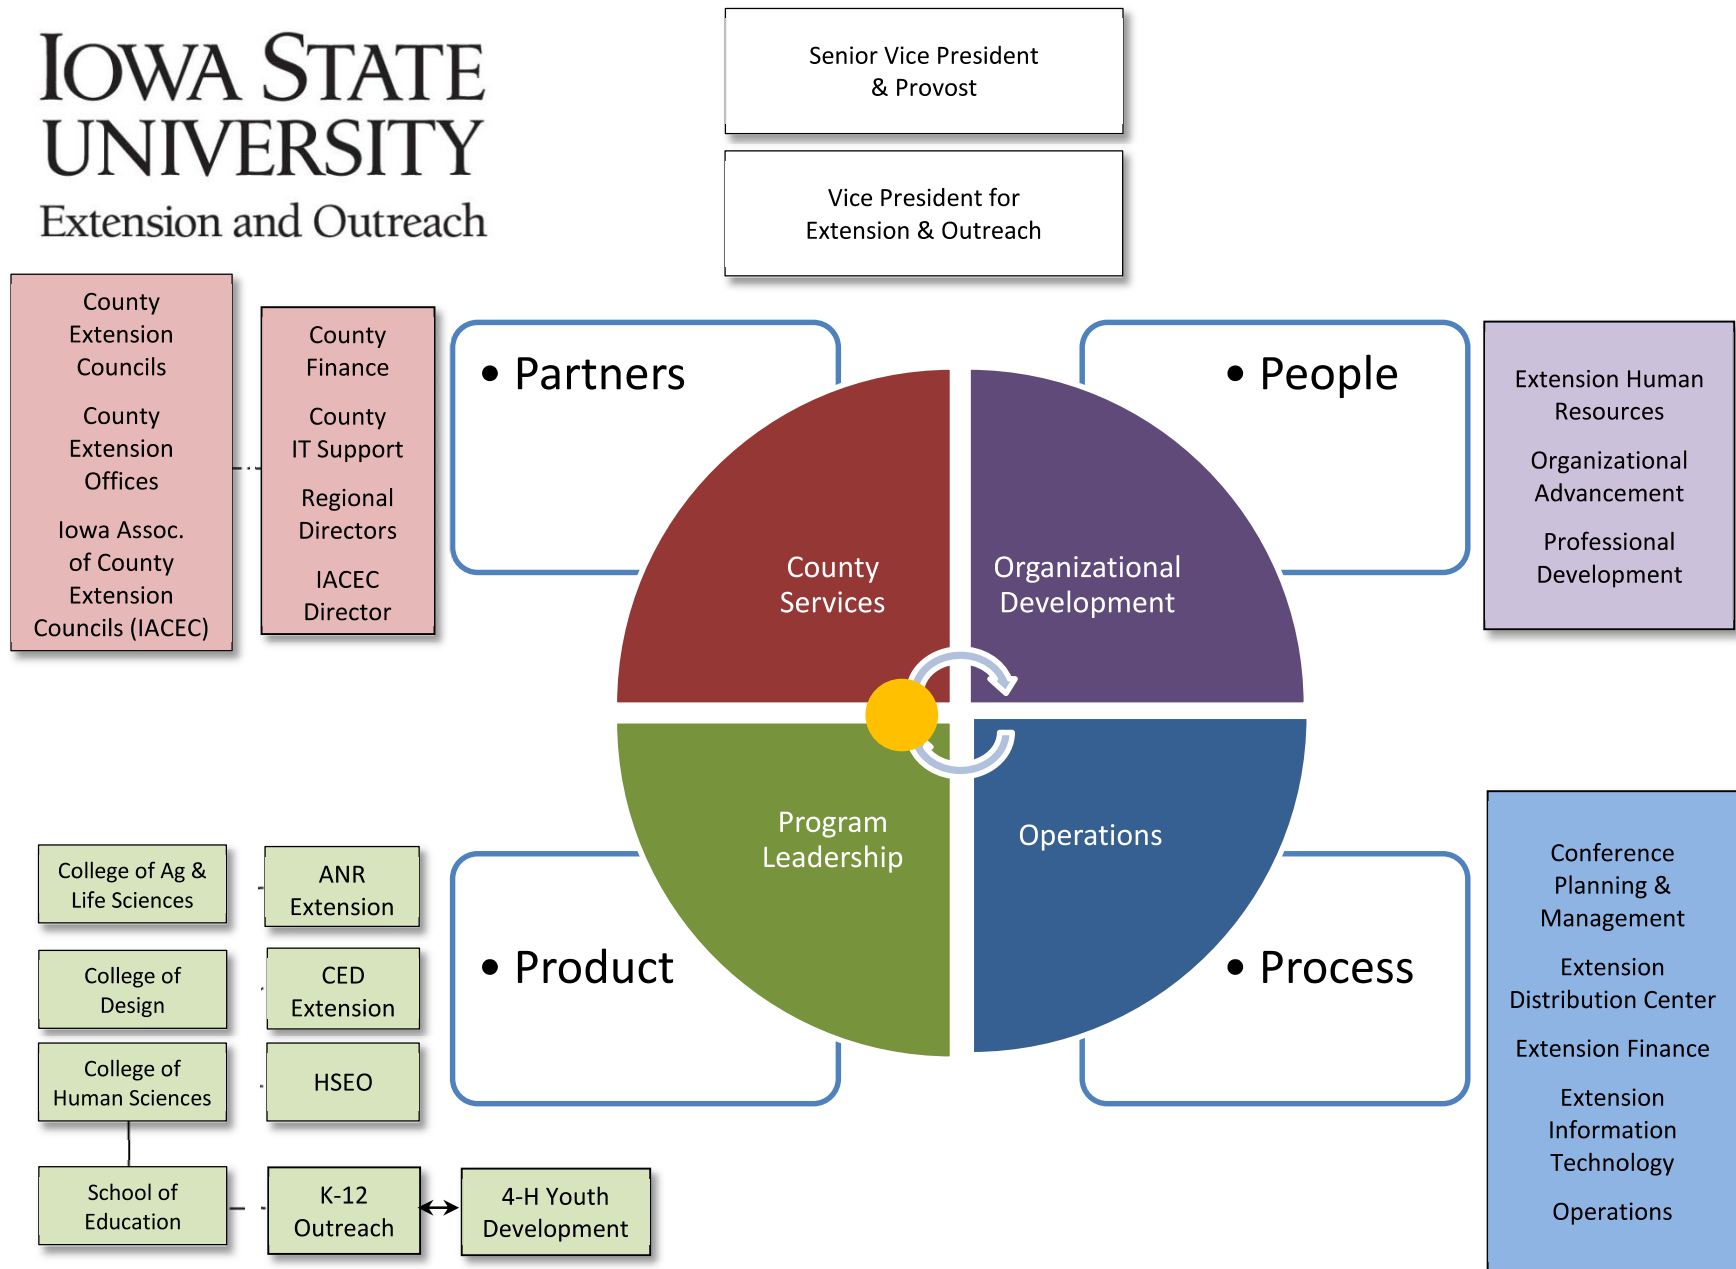 IOWA STATE
UNIVERSITY
Extension and Outreach
Senior Vice President
& Provost
Vice President for
Extension & Outreach
County
Extension
Councils
County
Extension
Offices
Iowa Assoc.
of County
Extension
Councils (IACEC)
County
Finance
County
IT Support
Regional
Directors
IACEC
Director
• Partners
• People
Extension Human
Resources
Organizational
Advancement
Professional
Development
County
Services
Organizational
Development
Program
Leadership
Operations
• Product
• Process
College of Ag &
Life Sciences
ANR
Extension
College of
Design
CED
Extension
College of
Human Sciences
HSEO
School of
Education
K-12
Outreach
4-H Youth
Development
Conference
Planning &
Management
Extension
Distribution Center
Extension Finance
Extension
Information
Technology
Operations